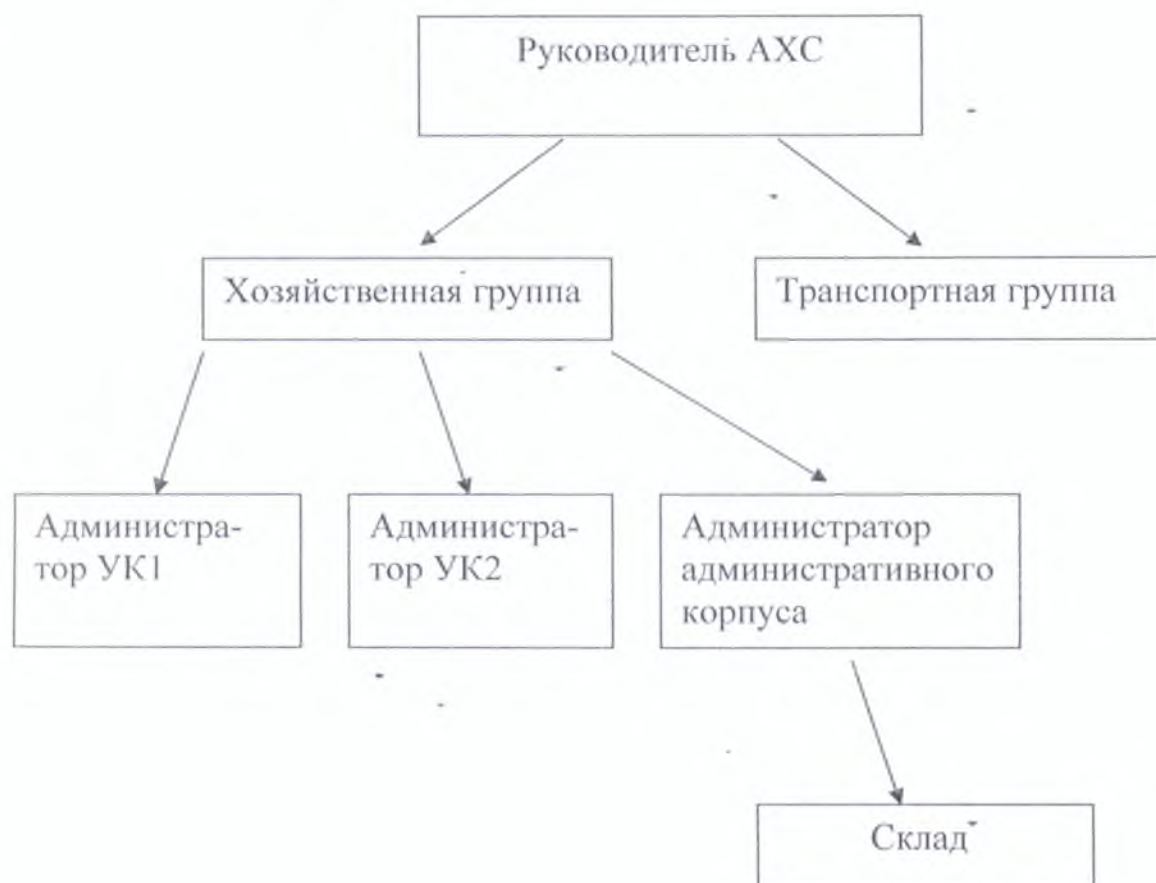 Руководитель АХС
Хозяйственная группа
Транспортная группа
Администра-
тор УК1
Администра-
тор УК2
Администратор
административного
корпуса
Склад